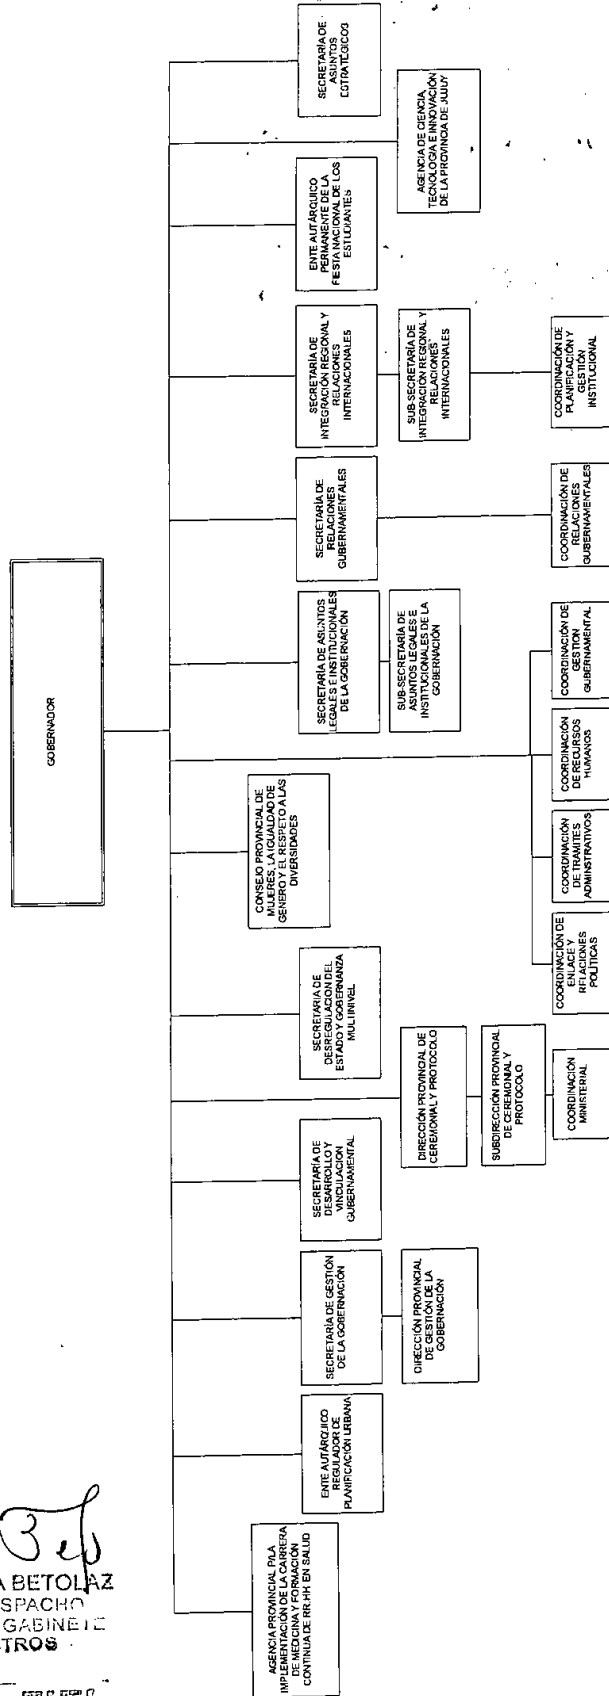 GOBERNADOR
AGENCIA PROVINCIAL P/LA
IMPLEMENTACIÓN DE LA CARRERA
DE MEDICINA Y FORMACIÓN
CONTINUA DE RR.HH EN SALUD
ENTE AUTÁRQUICO
REGULADOR DE
PLANIFICACIÓN URBANA
SECRETARÍA DE GESTIÓN
DE LA GOBERNACIÓN
DIRECCIÓN PROVINCIAL
DE GESTIÓN DE LA
GOBERNACIÓN
SECRETARÍA DE
DESARROLLO Y
VINCULACION
GUBERNAMENTAL
DIRECCIÓN PROVINCIAL DE
CEREMONIAL Y PROTOCOLO
SUBDIRECCIÓN PROVINCIAL
DE CEREMONIAL Y
PROTOCOLO
COORDINACIÓN
MINISTERIAL
SECRETARIA DE
DESREGULACION DEL
ESTADO Y GOBERNANZA
MULTINIVEL
CONSEJO PROVINCIAL DE
MUJERES, LA IGUALDAD DE
GENERO Y EL RESPETO A LAS
DIVERSIDADES
COORDINACIÓN DE
ENLACE Y
RELACIONES
POLÍTICAS
COORDINACIÓN
DE TRAMITES
ADMINSTRATIVOS
COORDINACIÓN
DE RECURSOS
HUMANOS
COORDINACIÓN DE
GESTION
GUBERNAMENTAL
SECRETARÍA DE ASUNTOS
LEGALES E INSTITUCIONALES
DE LA GOBERNACIÓN
SUB-SECRETARÍA DE
ASUNTOS LEGALES E
INSTITUCIONALES DE LA
GOBERNACIÓN
SECRETARÍA DE
RELACIONES
GUBERNAMENTALES
COORDINACIÓN DE
RELACIONES
GUBERNAMENTALES
SECRETARÍA DE
INTEGRACIÓN REGIONAL Y
RELACIONES
INTERNACIONALES
SUB-SECRETARÍA DE
INTEGRACIÓN REGIONAL Y
RELACIONES
INTERNACIONALES
COORDINACIÓN DE
PLANIFICACIÓN Y
GESTIÓN
INSTITUCIONAL
ENTE AUTÁRQUICO
PERMANENTE DE LA
FIESTA NACIONAL DE LOS
ESTUDIANTES
AGENCIA DE CIENCIA,
TECNOLOGIA E INNOVACIÓN
DE LA PROVINCIA DE JUJUY
SECRETARÍA DE
ASUNTOS
ESTRATÉGICOS
A BETOLAZ
SPACHO
GABINETE
TROS